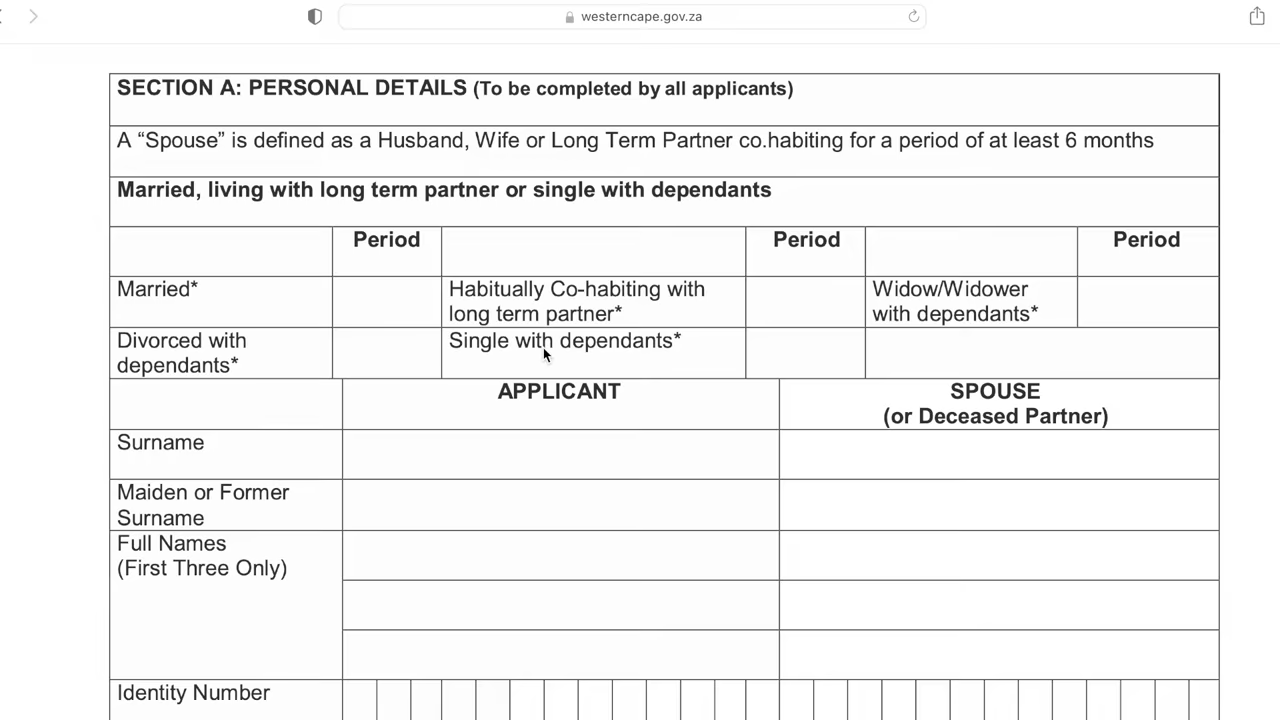 westerncape.gov.za
SECTION A: PERSONAL DETAILS (To be completed by all applicants)
A “Spouse” is defined as a Husband, Wife or Long Term Partner co.habiting for a period of at least 6 months
Married, living with long term partner or single with dependants
Period Period Period
Married* Habitually Co-habiting with Widow/Widower
long term partner* with dependants*
Divorced with Single with dependants*
dependants*
APPLICANT SPOUSE
(or Deceased Partner)
Surname
Maiden or Former
Surname
Full Names
(First Three Only)
Identity Number